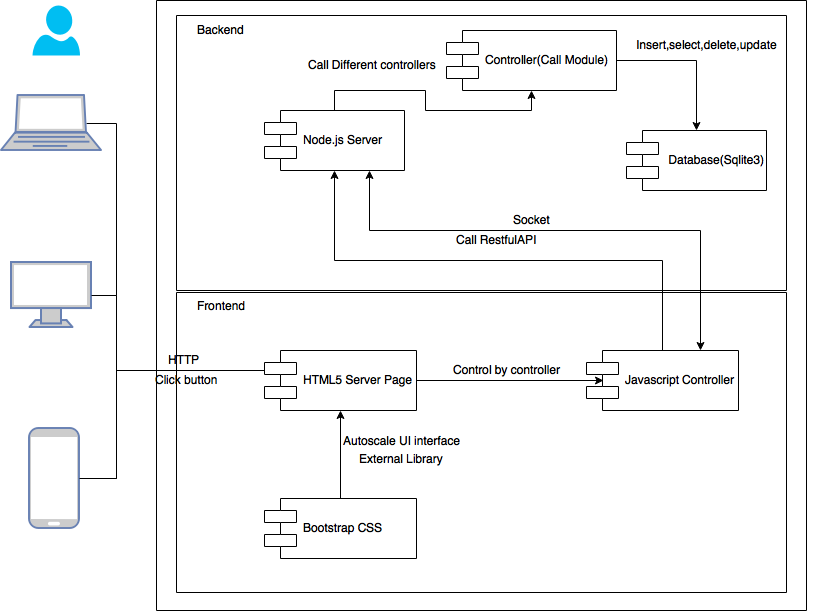 Backend
Insert,select,delete,update
Controller(Call Module)
Call Different controllers
Node.js Server
Database(Sqlite3)
Socket
Call RestfulAPI
Frontend
HTTP
Click button
HTML5 Server Page
Control by controller
Javascript Controller
Autoscale UI interface
External Library
Bootstrap CSS